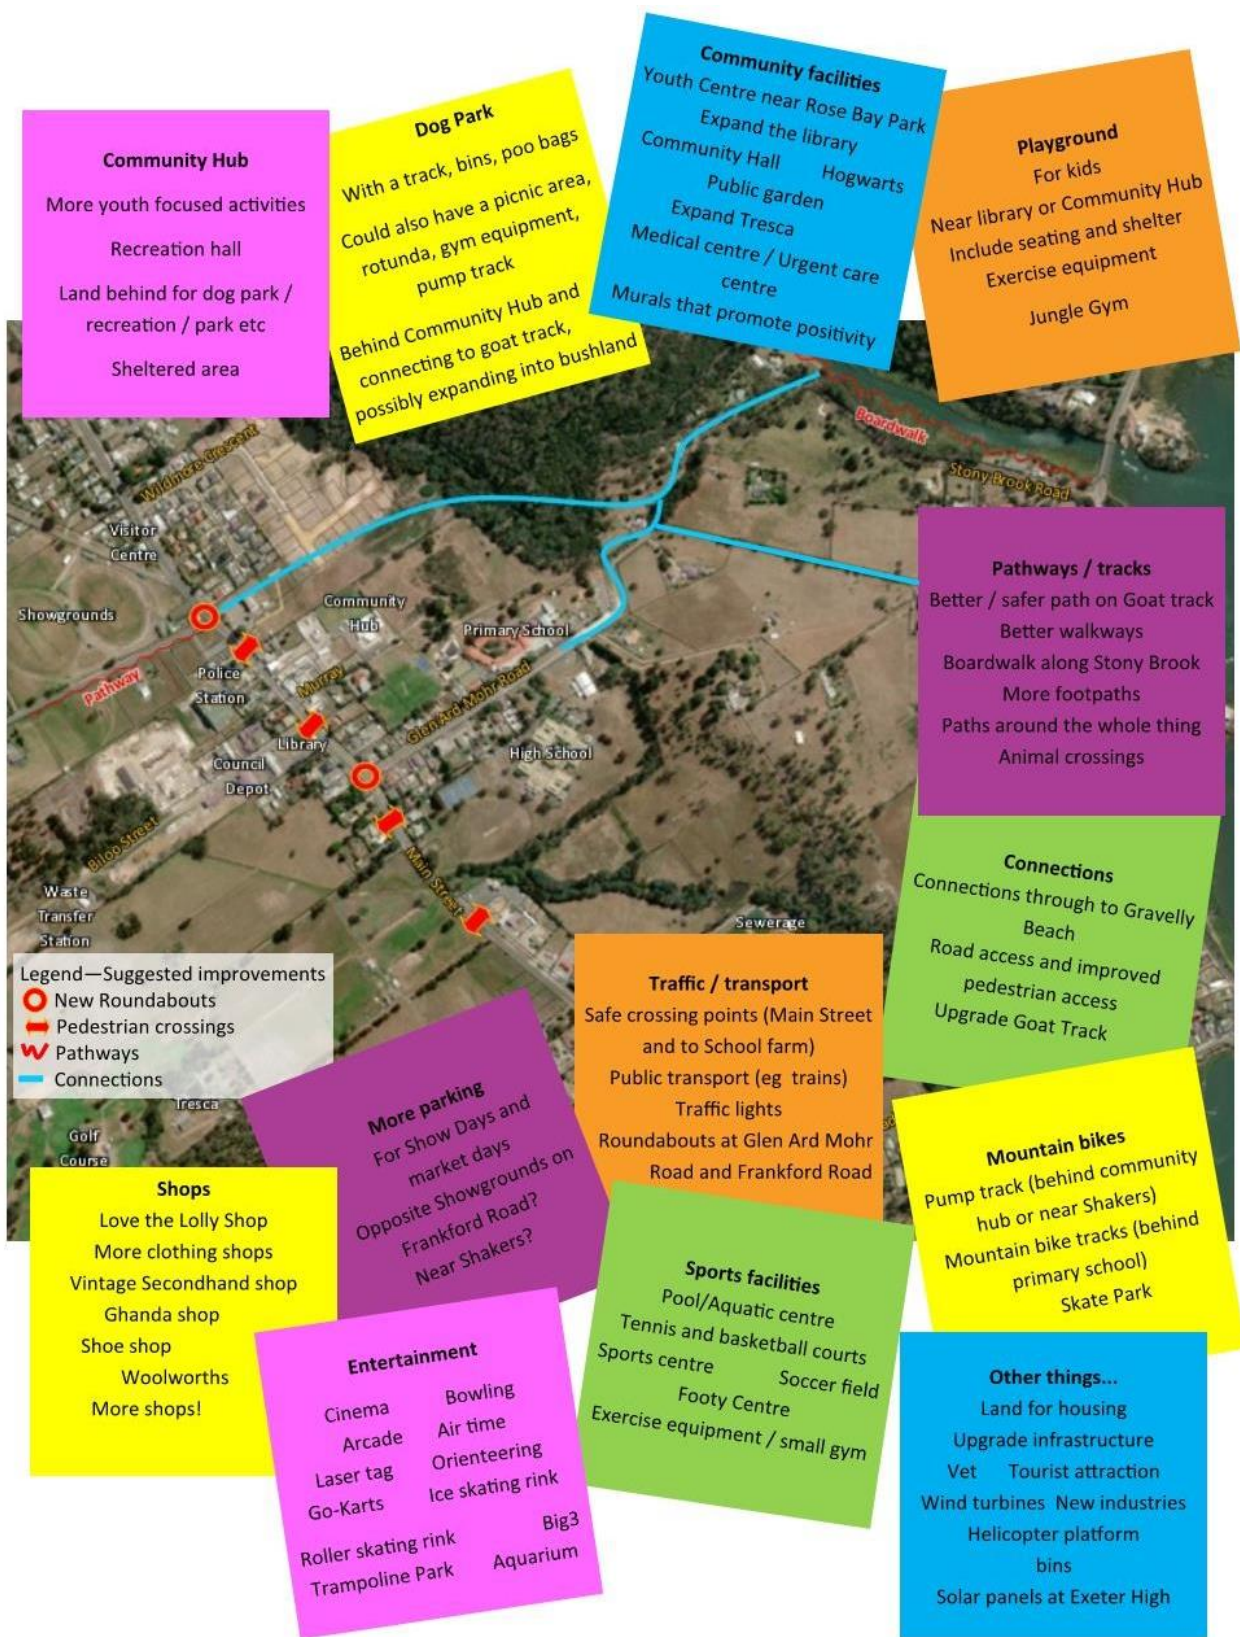 Community Hub
More youth focused activities
Recreation hall
Land behind for dog park /
recreation / park etc
Sheltered area
Dog Park
With a track, bins, poo bags
Could also have a picnic area,
rotunda, gym equipment,
pump track
Behind Community Hub and
connecting to goat track,
possibly expanding into bushland
Community facilities
Youth Centre near Rose Bay Park
Expand the library
Community Hall Hogwarts
Public garden
Expand Tresca
Medical centre / Urgent care
centre
Murals that promote positivity
Playground
For kids
Near library or Community Hub
Include seating and shelter
Exercise equipment
Jungle Gym
Wildmore Crescent
Boardwalk
Stony Brook Road
Visitor
Centre
Showgrounds
Community
Hub
Primary School
Pathway
Police
Station
Murray
Glen Ard Mohr Road
Library
High School
Council
Depot
Biloo Street
Main Street
Waste
Transfer
Station
Sewerage
Legend—Suggested improvements
New Roundabouts
Pedestrian crossings
Pathways
Connections
Tresca
Golf
Course
Pathways / tracks
Better / safer path on Goat track
Better walkways
Boardwalk along Stony Brook
More footpaths
Paths around the whole thing
Animal crossings
Connections
Connections through to Gravelly
Beach
Road access and improved
pedestrian access
Upgrade Goat Track
Traffic / transport
Safe crossing points (Main Street
and to School farm)
Public transport (eg trains)
Traffic lights
Roundabouts at Glen Ard Mohr
Road and Frankford Road
More parking
For Show Days and
market days
Opposite Showgrounds on
Frankford Road?
Near Shakers?
Mountain bikes
Pump track (behind community
hub or near Shakers)
Mountain bike tracks (behind
primary school)
Skate Park
Shops
Love the Lolly Shop
More clothing shops
Vintage Secondhand shop
Ghanda shop
Shoe shop
Woolworths
More shops!
Entertainment
Cinema Bowling
Arcade Air time
Laser tag Orienteering
Go-Karts Ice skating rink
Roller skating rink Big3
Trampoline Park Aquarium
Sports facilities
Pool/Aquatic centre
Tennis and basketball courts
Sports centre Soccer field
Footy Centre
Exercise equipment / small gym
Other things...
Land for housing
Upgrade infrastructure
Vet Tourist attraction
Wind turbines New industries
Helicopter platform
bins
Solar panels at Exeter High